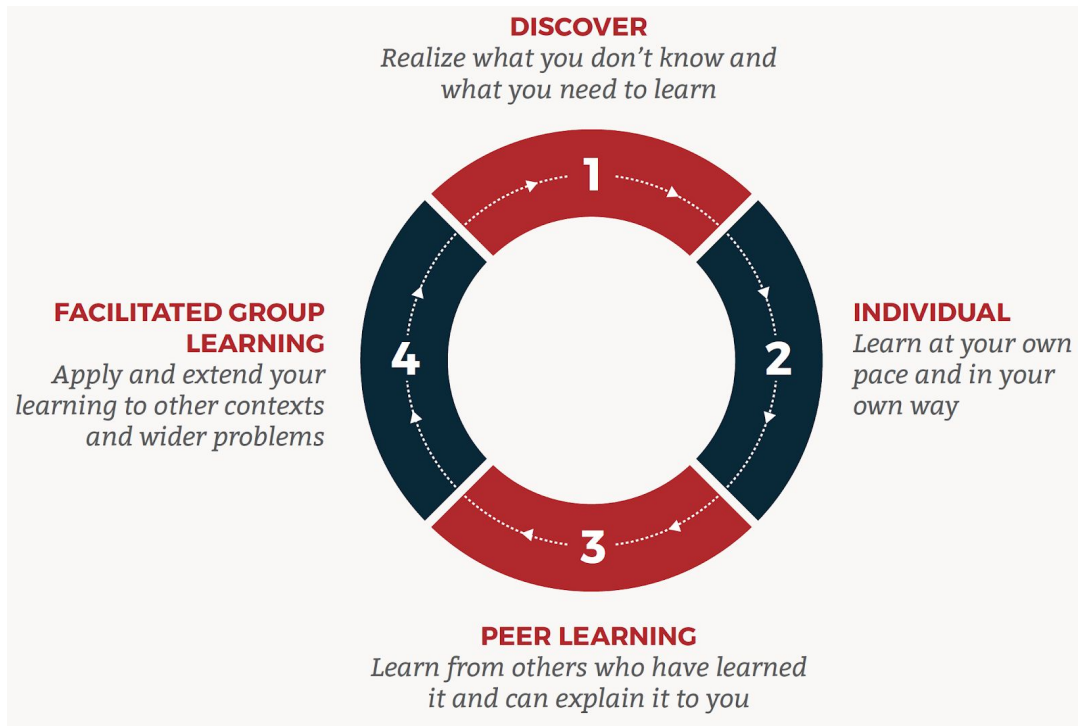 DISCOVER
Realize what you don’t know and
what you need to learn
1
INDIVIDUAL
Learn at your own
pace and in your
own way
2
PEER LEARNING
Learn from others who have learned
it and can explain it to you
3
FACILITATED GROUP
LEARNING
Apply and extend your
learning to other contexts
and wider problems
4